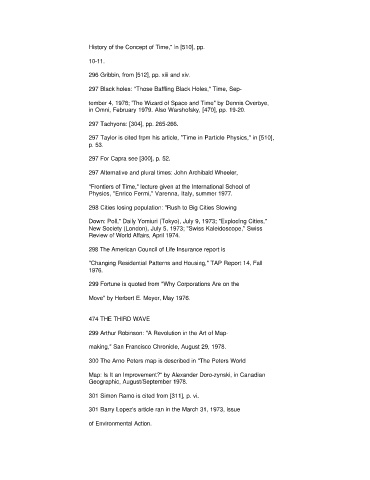 History of the Concept of Time," in [510], pp.
10-11.
296 Gribbin, from [512], pp. xiii and xiv.
297 Black holes: "Those Baffling Black Holes," Time, Sep-
tember 4, 1978; "The Wizard of Space and Time" by Dennis Overbye,
in Omni, February 1979. Also Warshofsky, [470], pp. 19-20.
297 Tachyons: [304], pp. 265-266.
297 Taylor is cited frpm his article, "Time in Particle Physics," in [510],
p. 53.
297 For Capra see [300], p. 52.
297 Alternative and plural times: John Archibald Wheeler,
"Frontiers of Time," lecture given at the International School of
Physics, "Enrico Fermi," Varenna, Italy, summer 1977.
298 Cities losing population: "Rush to Big Cities Slowing
Down: Poll," Daily Yomiuri (Tokyo), July 9, 1973; "Exploding Cities,"
New Society (London), July 5, 1973; "Swiss Kaleidoscope," Swiss
Review of World Affairs, April 1974.
298 The American Council of Life Insurance report is
"Changing Residential Patterns and Housing," TAP Report 14, Fall
1976.
299 Fortune is quoted from "Why Corporations Are on the
Move" by Herbert E. Meyer, May 1976.
474 THE THIRD WAVE
299 Arthur Robinson: "A Revolution in the Art of Map-
making," San Francisco Chronicle, August 29, 1978.
300 The Arno Peters map is described in "The Peters World
Map: Is It an Improvement?" by Alexander Doro-zynski, in Canadian
Geographic, August/September 1978.
301 Simon Ramo is cited from [311], p. vi.
301 Barry Lopez's article ran in the March 31, 1973, issue
of Environmental Action.